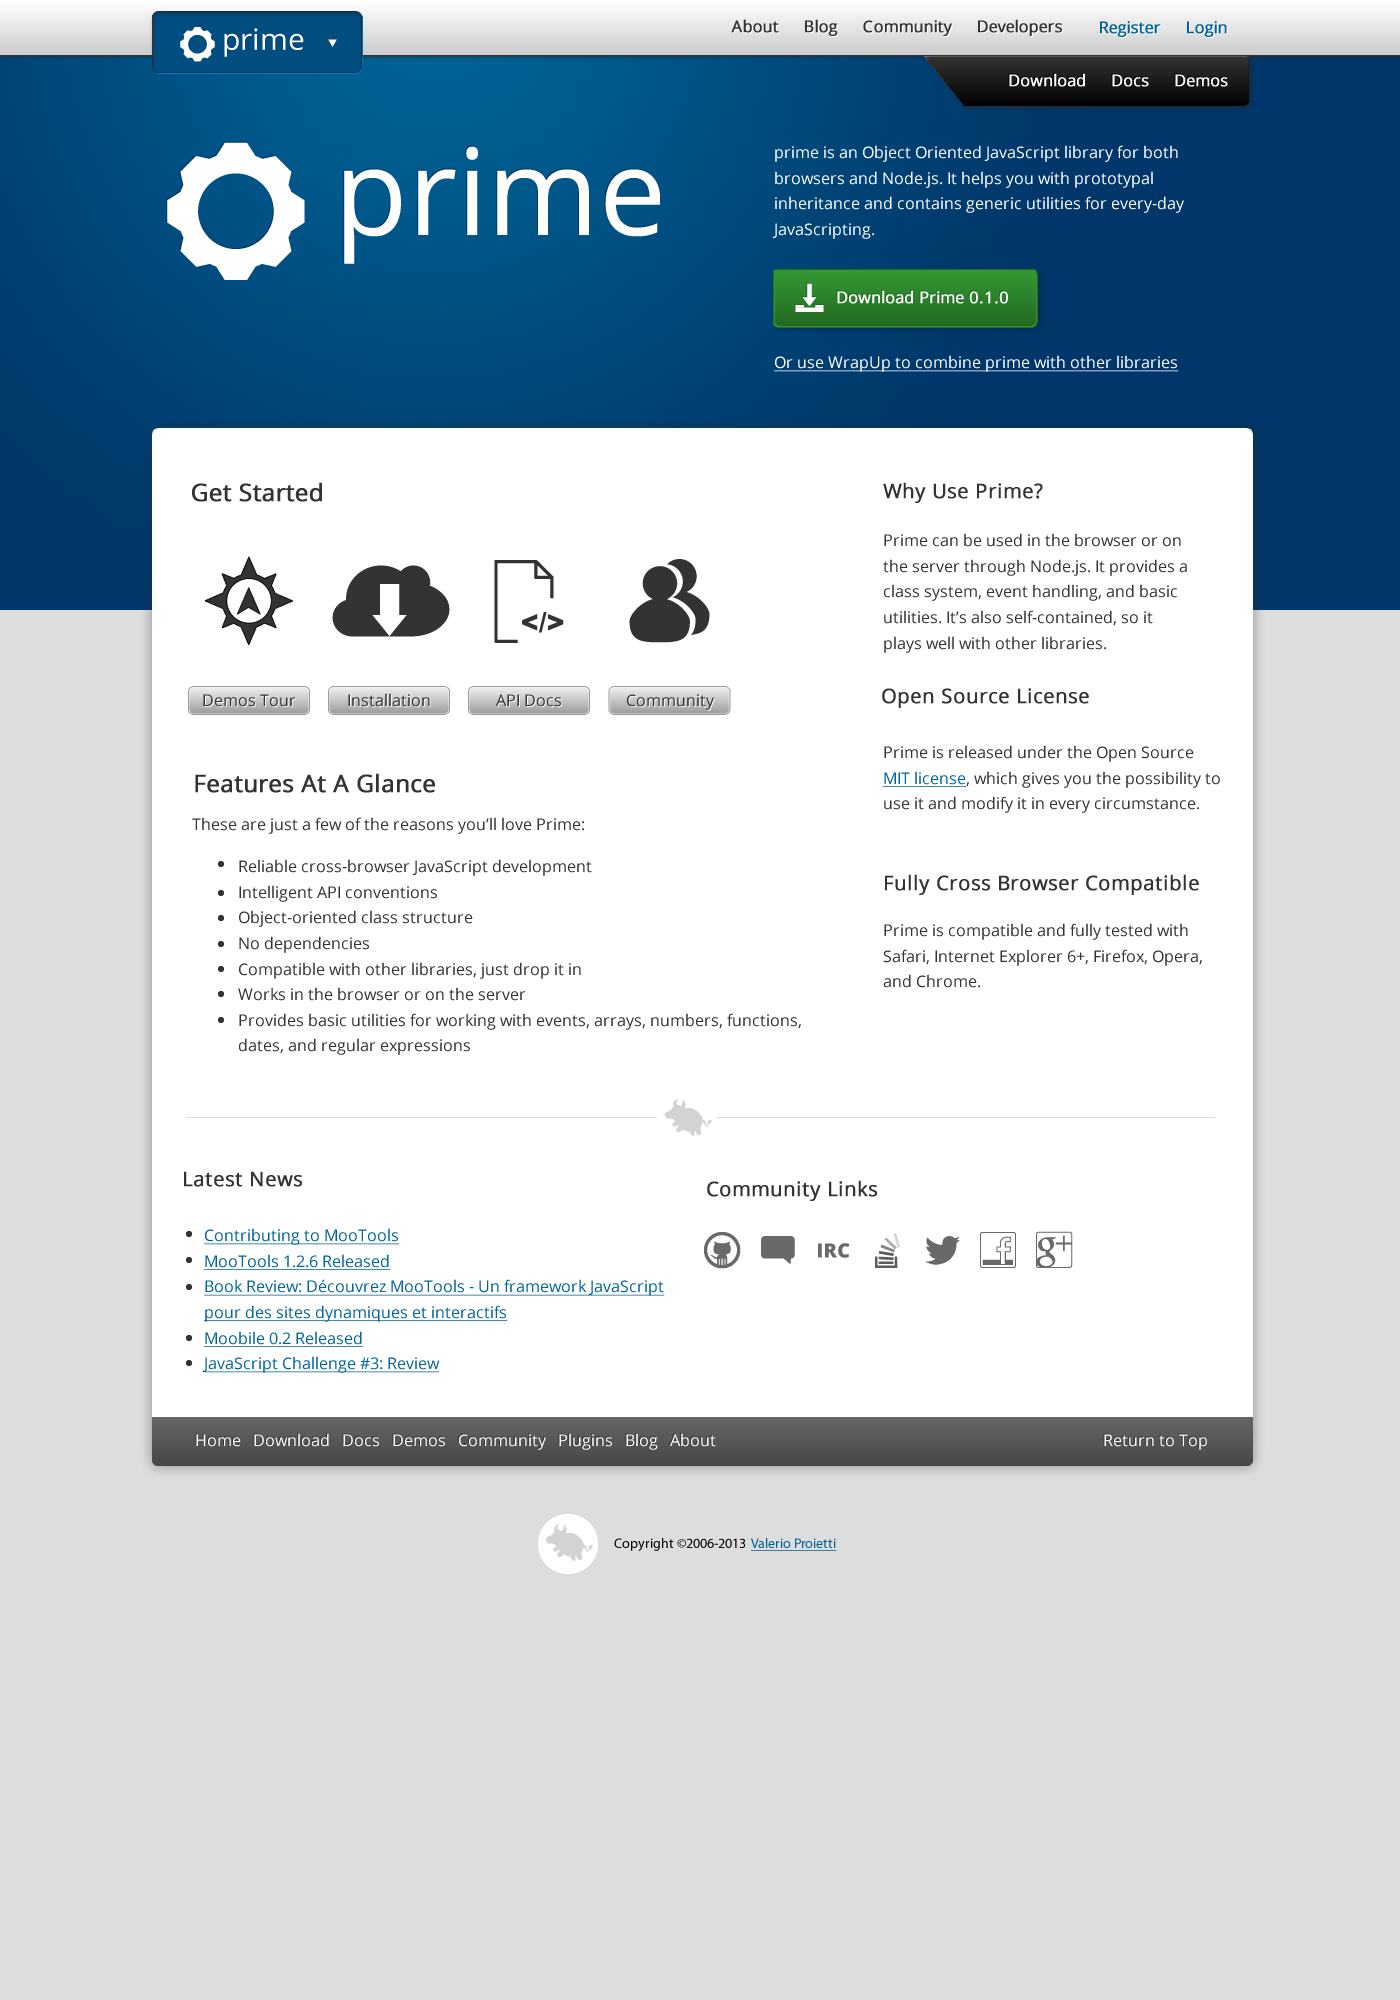 prime ▼
About Blog Community Developers Register Login
Download Docs Demos
prime
prime is an Object Oriented JavaScript library for both
browsers and Node.js. It helps you with prototypal
inheritance and contains generic utilities for every-day
JavaScripting.
Download Prime 0.1.0
Or use WrapUp to combine prime with other libraries
Get Started
</>
Demos Tour
Installation
API Docs
Community
Features At A Glance
These are just a few of the reasons you’ll love Prime:
• Reliable cross-browser JavaScript development
• Intelligent API conventions
• Object-oriented class structure
• No dependencies
• Compatible with other libraries, just drop it in
• Works in the browser or on the server
• Provides basic utilities for working with events, arrays, numbers, functions,
dates, and regular expressions
Why Use Prime?
Prime can be used in the browser or on
the server through Node.js. It provides a
class system, event handling, and basic
utilities. It’s also self-contained, so it
plays well with other libraries.
Open Source License
Prime is released under the Open Source
MIT license, which gives you the possibility to
use it and modify it in every circumstance.
Fully Cross Browser Compatible
Prime is compatible and fully tested with
Safari, Internet Explorer 6+, Firefox, Opera,
and Chrome.
Latest News
• Contributing to MooTools
• MooTools 1.2.6 Released
• Book Review: Découvrez MooTools - Un framework JavaScript
pour des sites dynamiques et interactifs
• Moobile 0.2 Released
• JavaScript Challenge #3: Review
Community Links
IRC f g+
Home Download Docs Demos Community Plugins Blog About Return to Top
Copyright ©2006-2013 Valerio Proietti